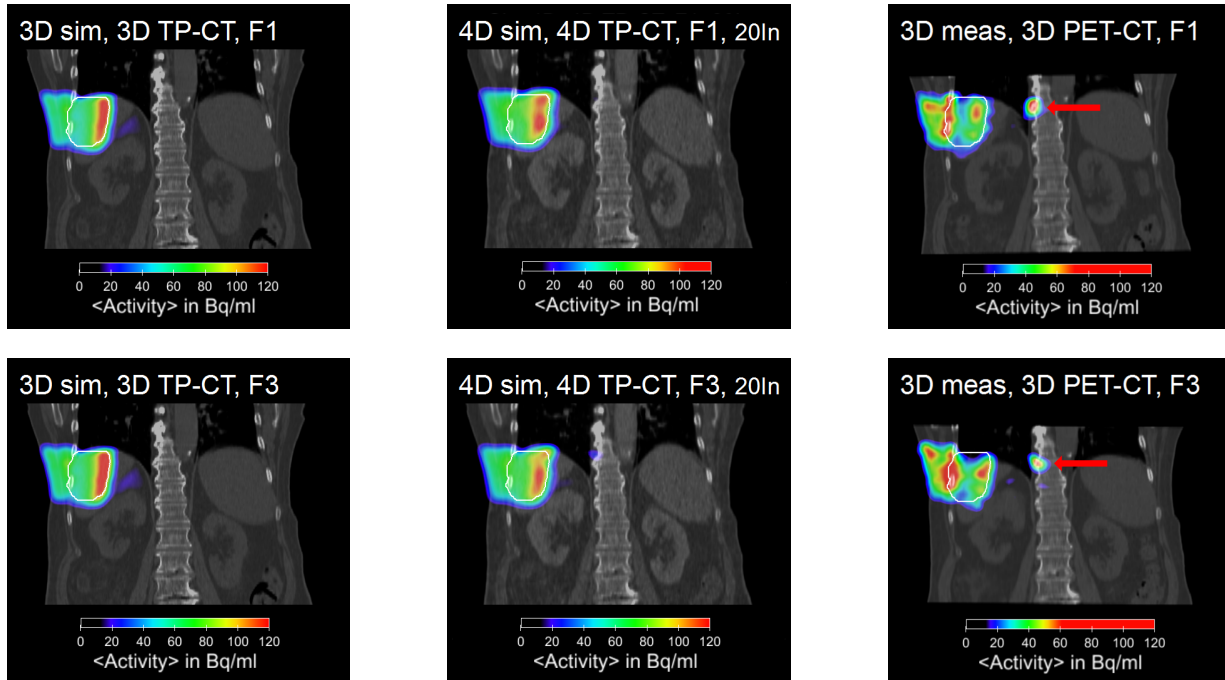 3D sim, 3D TP-CT, F1
0 20 40 60 80 100 120
<Activity> in Bq/ml
4D sim, 4D TP-CT, F1, 20In
0 20 40 60 80 100 120
<Activity> in Bq/ml
3D meas, 3D PET-CT, F1
0 20 40 60 80 100 120
<Activity> in Bq/ml
3D sim, 3D TP-CT, F3
0 20 40 60 80 100 120
<Activity> in Bq/ml
4D sim, 4D TP-CT, F3, 20In
0 20 40 60 80 100 120
<Activity> in Bq/ml
3D meas, 3D PET-CT, F3
0 20 40 60 80 100 120
<Activity> in Bq/ml